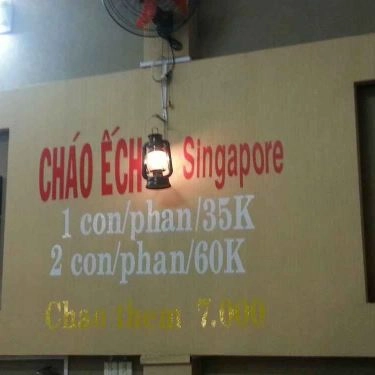 CHÁO ẾCH Singapore
1 con/phan/35K
2 con/phan/60K
Chao them 7.000